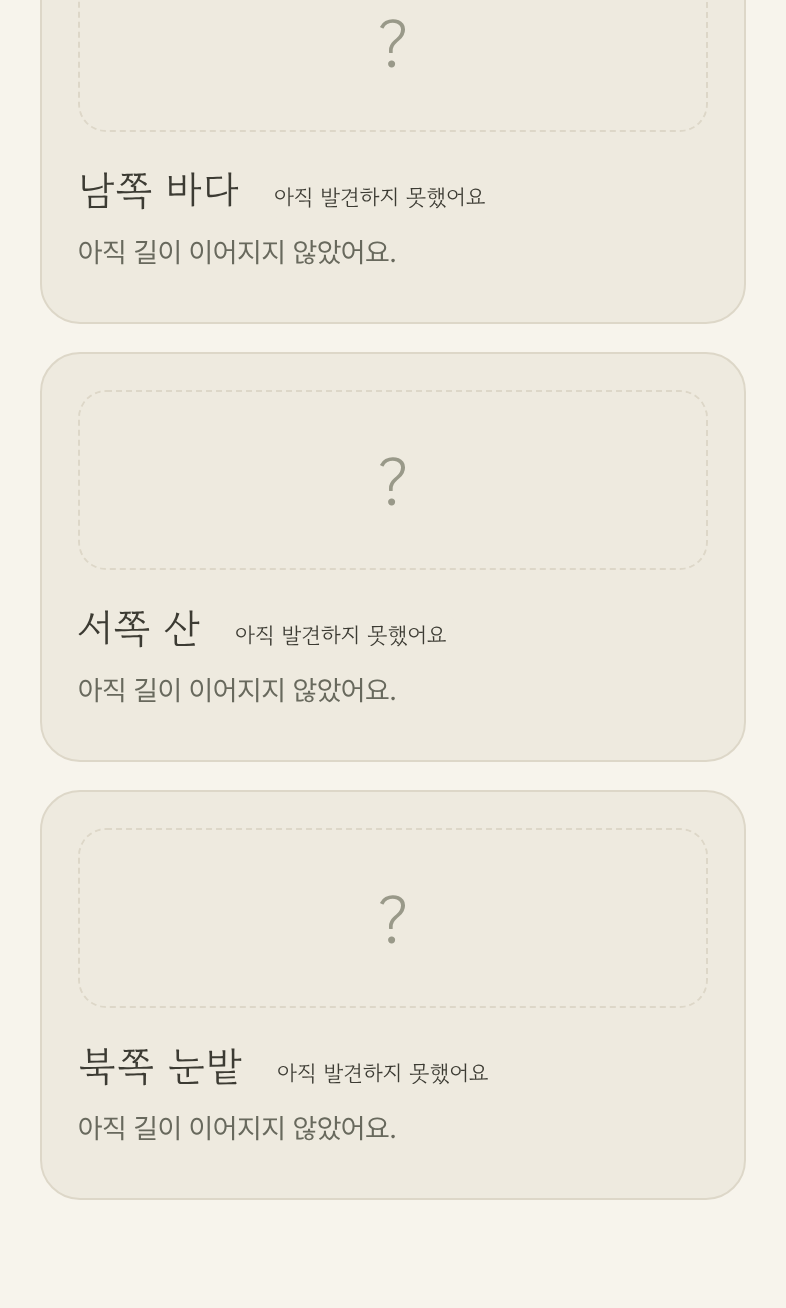 ?
남쪽 바다 아직 발견하지 못했어요
아직 길이 이어지지 않았어요.
?
서쪽 산 아직 발견하지 못했어요
아직 길이 이어지지 않았어요.
?
북쪽 눈밭 아직 발견하지 못했어요
아직 길이 이어지지 않았어요.